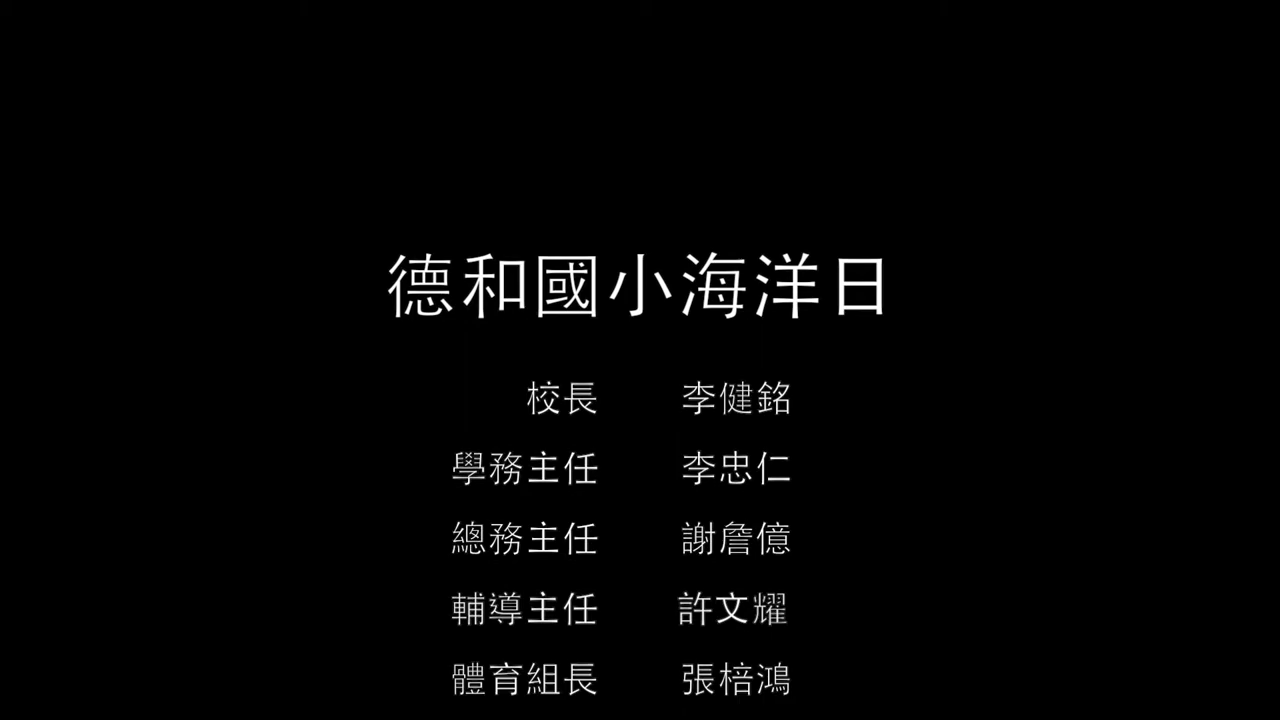 德和國小海洋日
校長 李健銘
學務主任 李忠仁
總務主任 謝詹億
輔導主任 許文耀
體育組長 張棓鴻